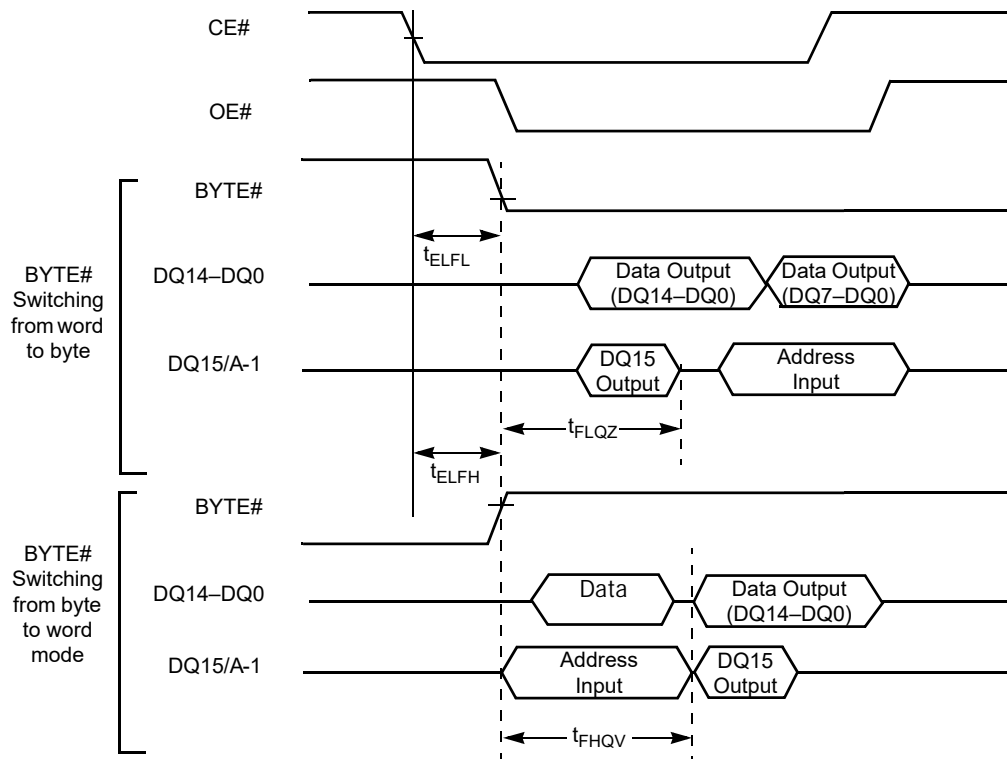 CE#
OE#
BYTE#
tELFL
BYTE#
Switching
from word
to byte
DQ14–DQ0
Data Output
(DQ14–DQ0)
Data Output
(DQ7–DQ0)
DQ15/A-1
DQ15
Output
Address
Input
tFLQZ
tELFH
BYTE#
BYTE#
Switching
from byte
to word
mode
DQ14–DQ0
Data
Data Output
(DQ14–DQ0)
DQ15/A-1
Address
Input
DQ15
Output
tFHQV